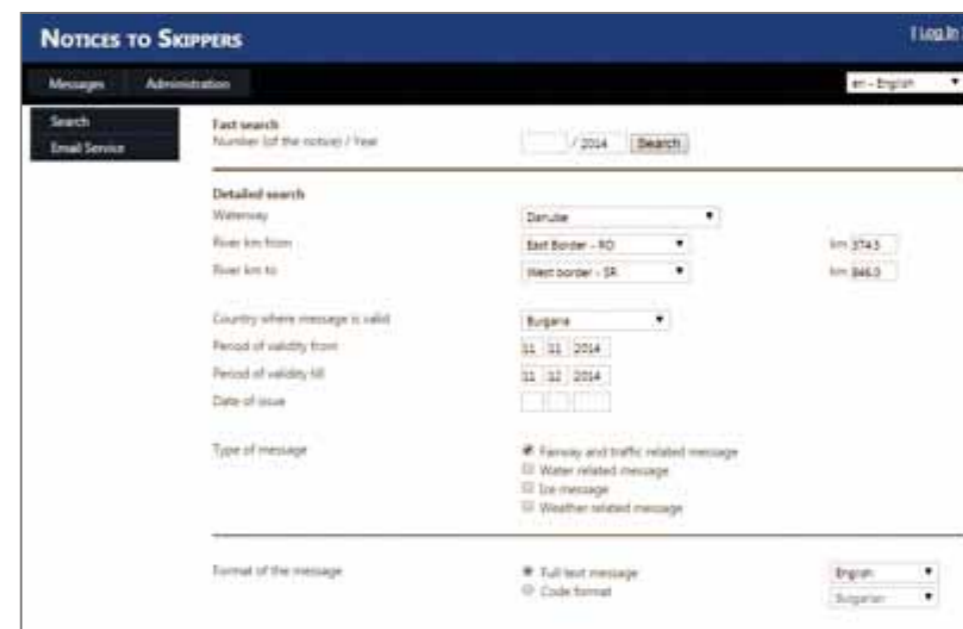 NOTICES TO SKIPPERS
[ Log In ]
Messages Administration en - English
Search
Email Service
Fast search
Number (of the notice) / Year / 2014 Search
Detailed search
Waterway Danube
River km from East Border - RO km 374.5
River km to West border - SR km 846.0
Country where message is valid Bulgaria
Period of validity from 11 11 2014
Period of validity till 11 12 2014
Date of issue
Type of message Fairway and traffic related message
Water related message
Ice message
Weather related message
Format of the message Full text message English
Code format Bulgarian